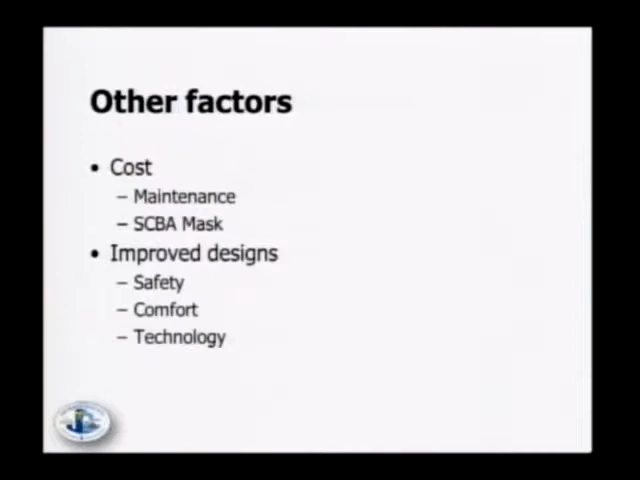 Other factors
• Cost
– Maintenance
– SCBA Mask
• Improved designs
– Safety
– Comfort
– Technology